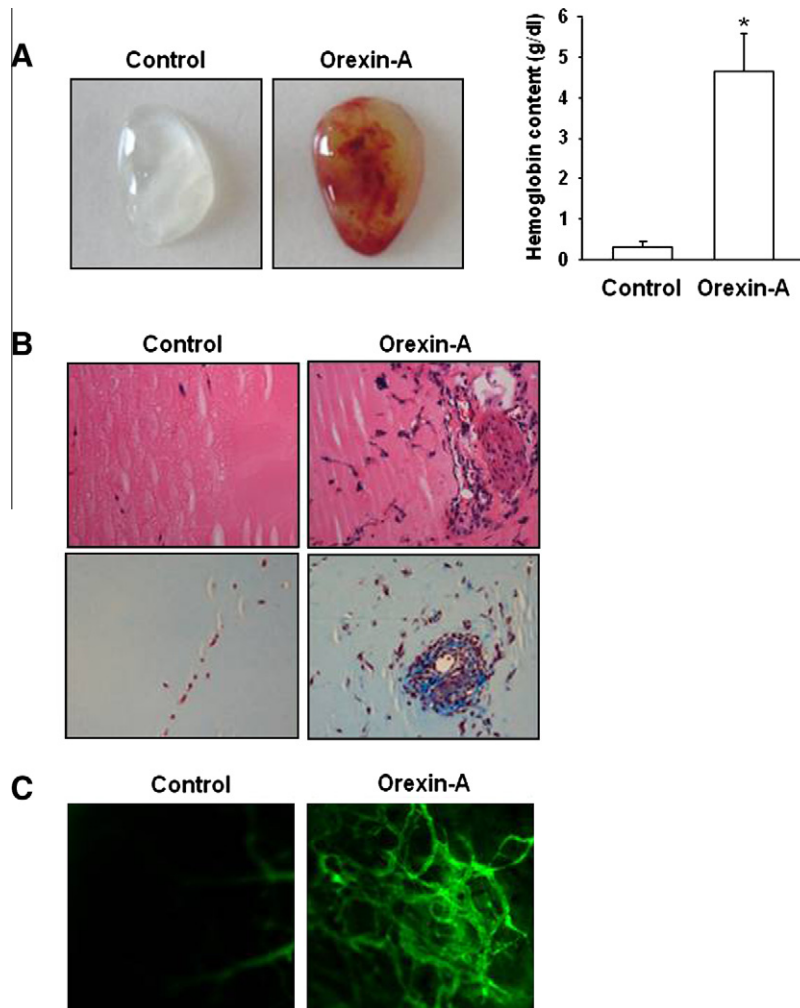 A
Control
Orexin-A
Hemoglobin content (g/dl)
6
5
4
3
2
1
0
*
Control
Orexin-A
B
Control
Orexin-A
C
Control
Orexin-A